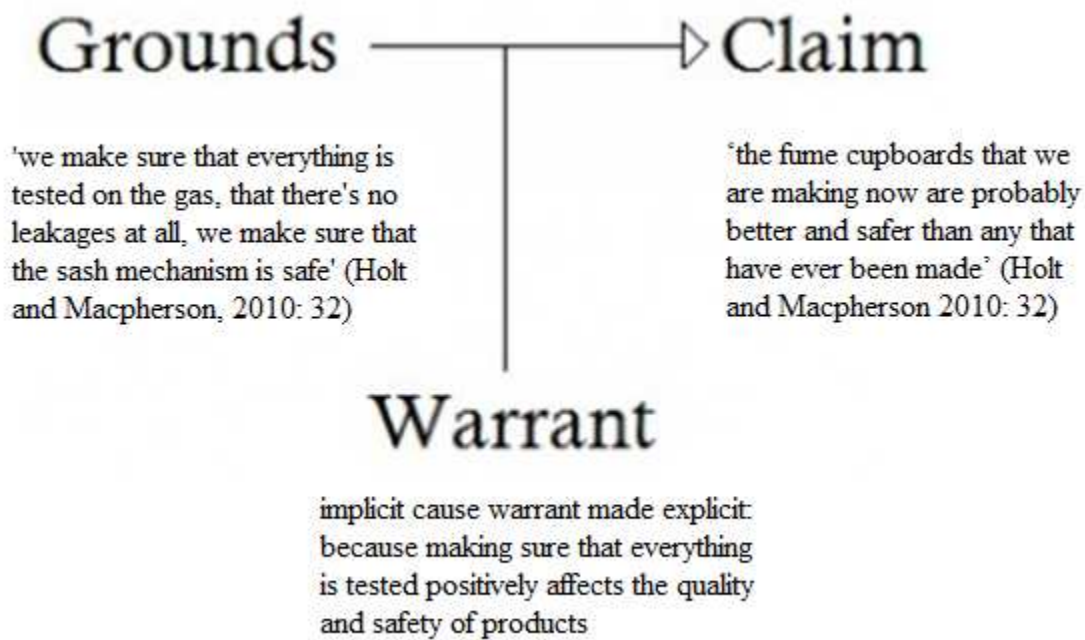 Grounds
Claim
'we make sure that everything is
tested on the gas, that there's no
leakages at all, we make sure that
the sash mechanism is safe' (Holt
and Macpherson, 2010: 32)
‘the fume cupboards that we
are making now are probably
better and safer than any that
have ever been made’ (Holt
and Macpherson 2010: 32)
Warrant
implicit cause warrant made explicit:
because making sure that everything
is tested positively affects the quality
and safety of products